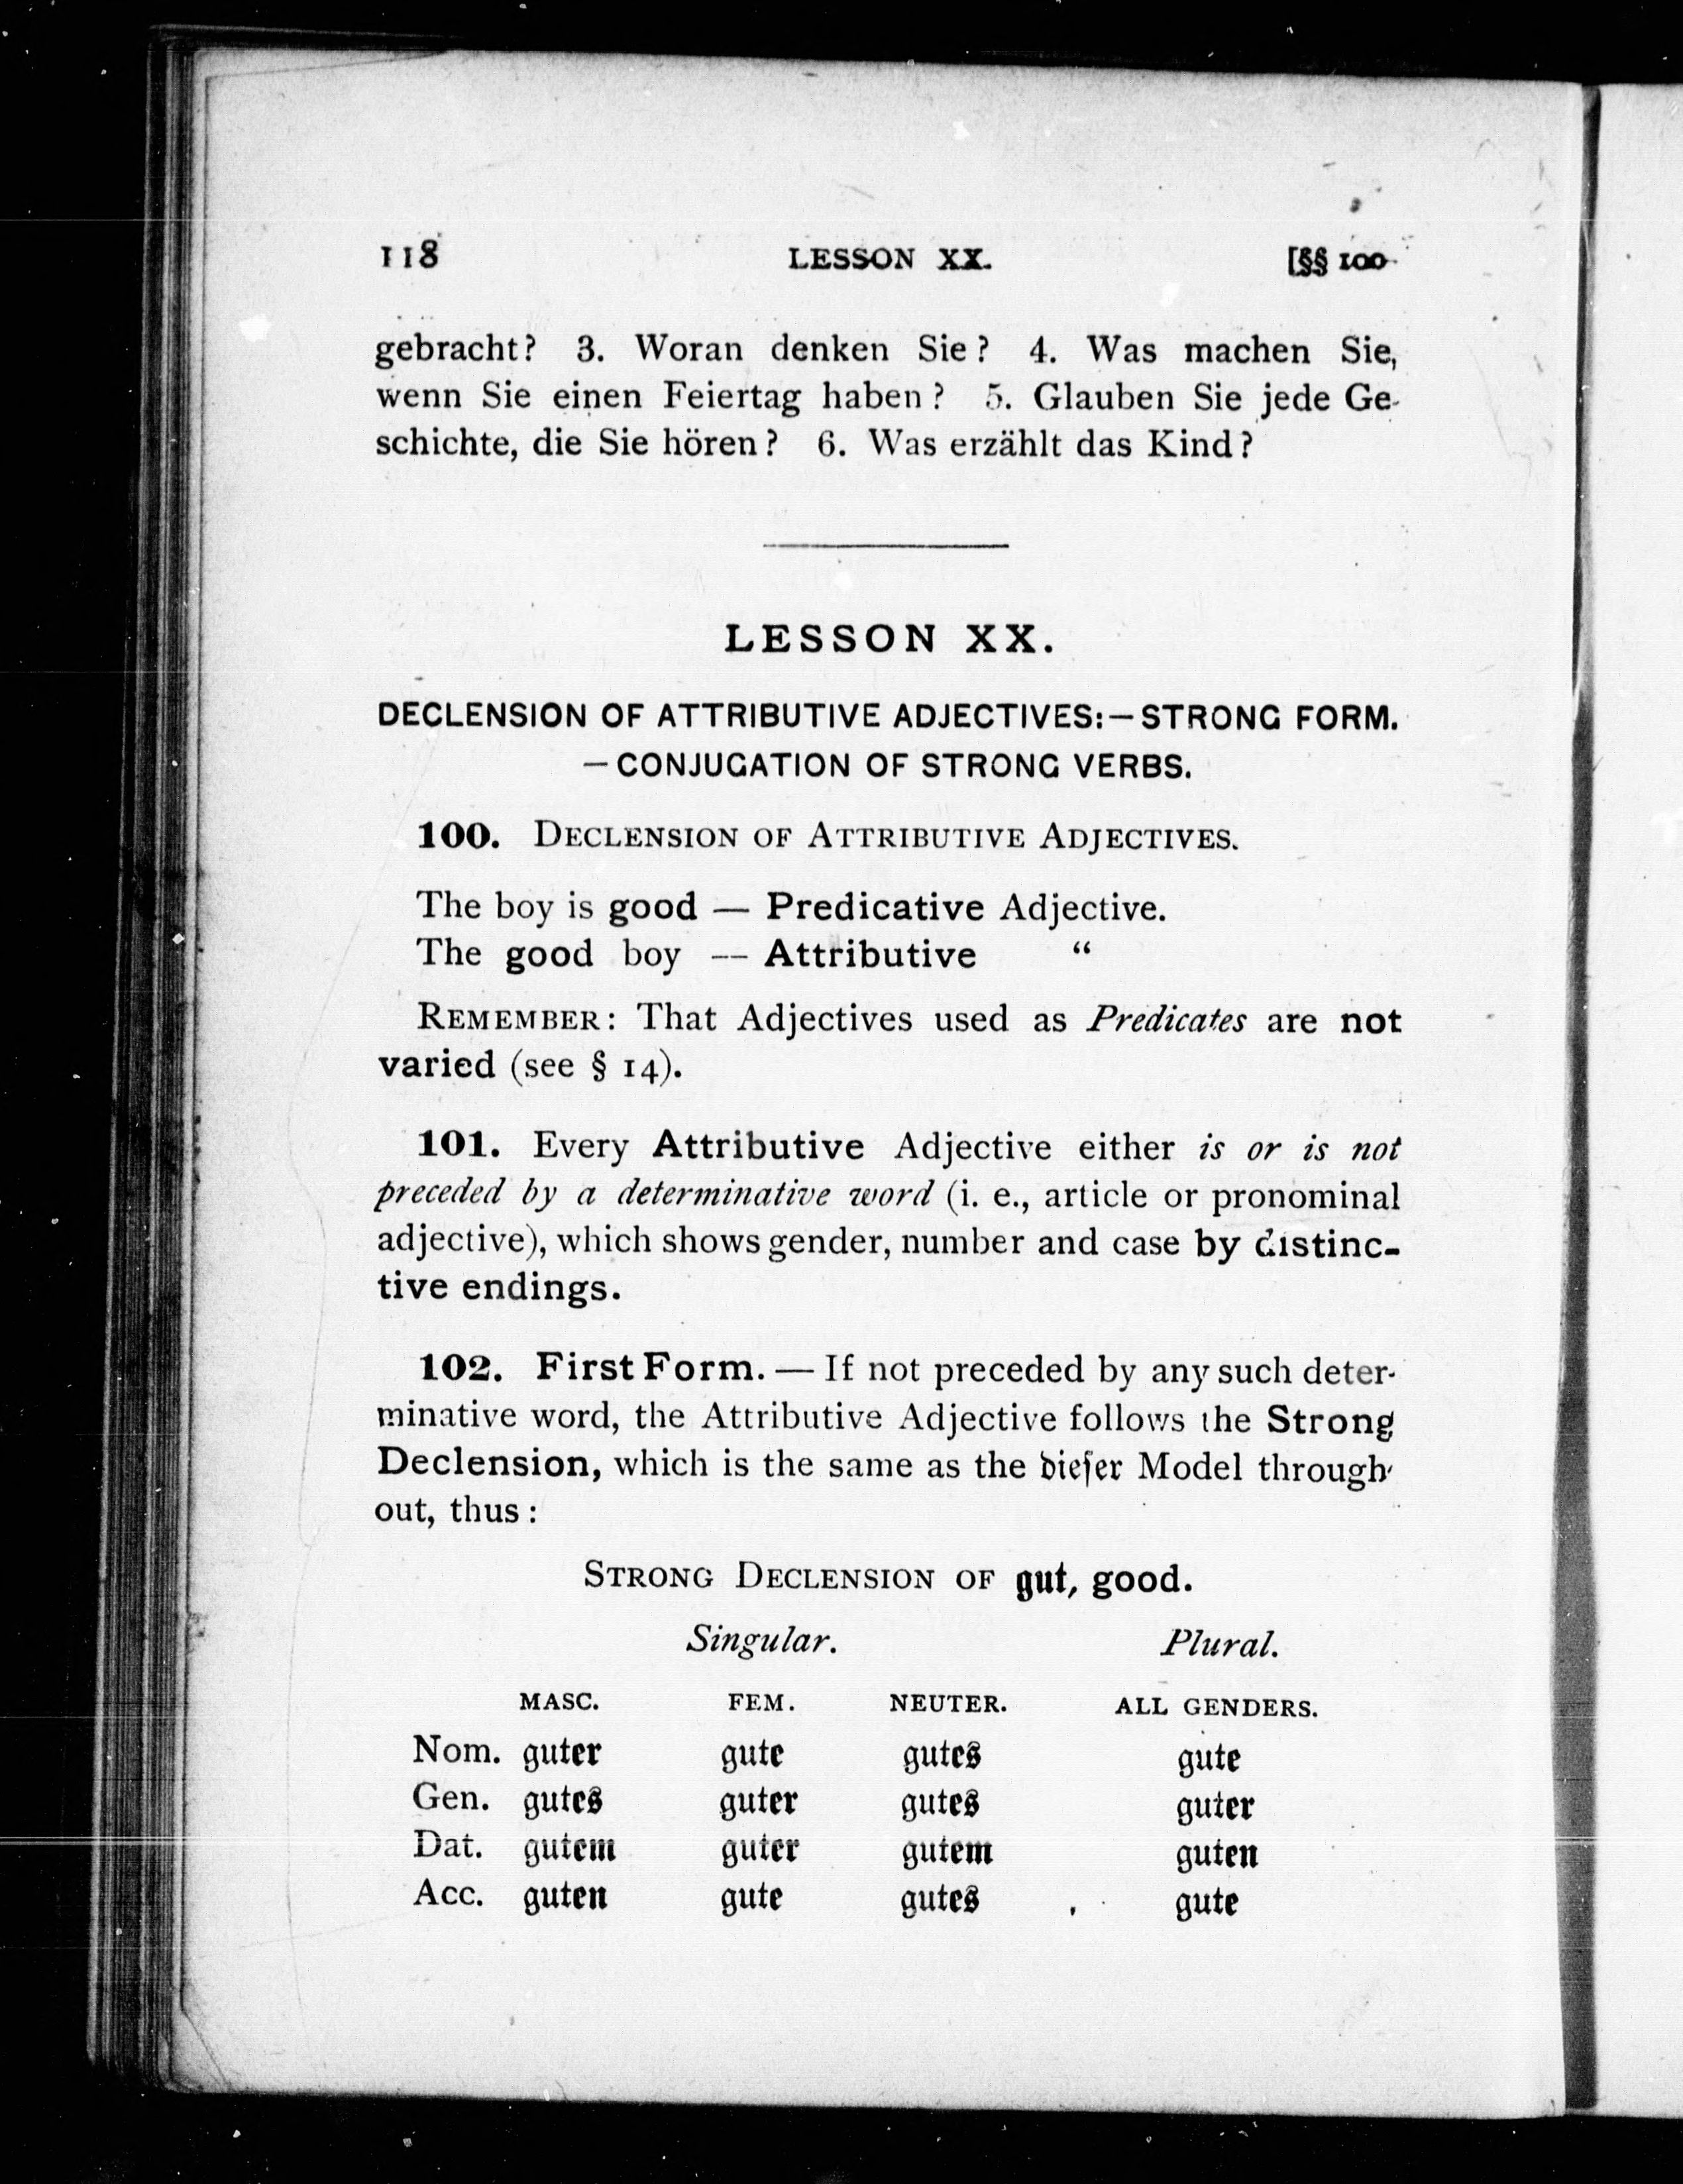 118 LESSON XX. [§§ 100-
gebracht? 3. Woran denken Sie? 4. Was machen Sie,
wenn Sie einen Feiertag haben? 5. Glauben Sie jede Ge-
schichte, die Sie hören? 6. Was erzählt das Kind?
LESSON XX.
DECLENSION OF ATTRIBUTIVE ADJECTIVES:—STRONG FORM.
—CONJUGATION OF STRONG VERBS.
100. DECLENSION OF ATTRIBUTIVE ADJECTIVES.
The boy is good — Predicative Adjective.
The good boy — Attributive “
REMEMBER: That Adjectives used as Predicates are not
varied (see § 14).
101. Every Attributive Adjective either is or is not
preceded by a determinative word (i. e., article or pronominal
adjective), which shows gender, number and case by distinc-
tive endings.
102. First Form. — If not preceded by any such deter-
minative word, the Attributive Adjective follows the Strong
Declension, which is the same as the dieser Model through-
out, thus:
STRONG DECLENSION OF gut, good.
Singular. Plural.
MASC. FEM. NEUTER. ALL GENDERS.
Nom. guter gute gutes gute
Gen. gutes guter gutes guter
Dat. gutem guter gutem guten
Acc. guten gute gutes gute